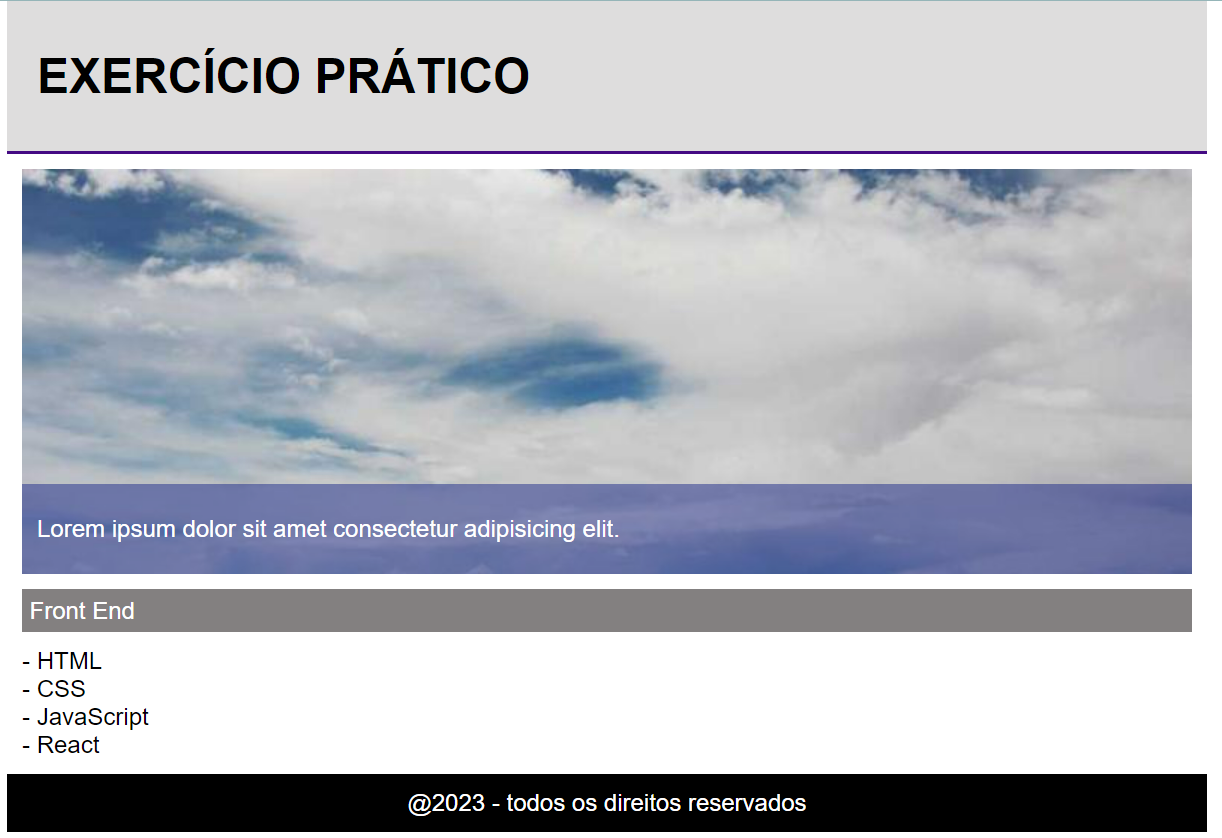 EXERCÍCIO PRÁTICO
Lorem ipsum dolor sit amet consectetur adipisicing elit.
Front End
- HTML
- CSS
- JavaScript
- React
@2023 - todos os direitos reservados